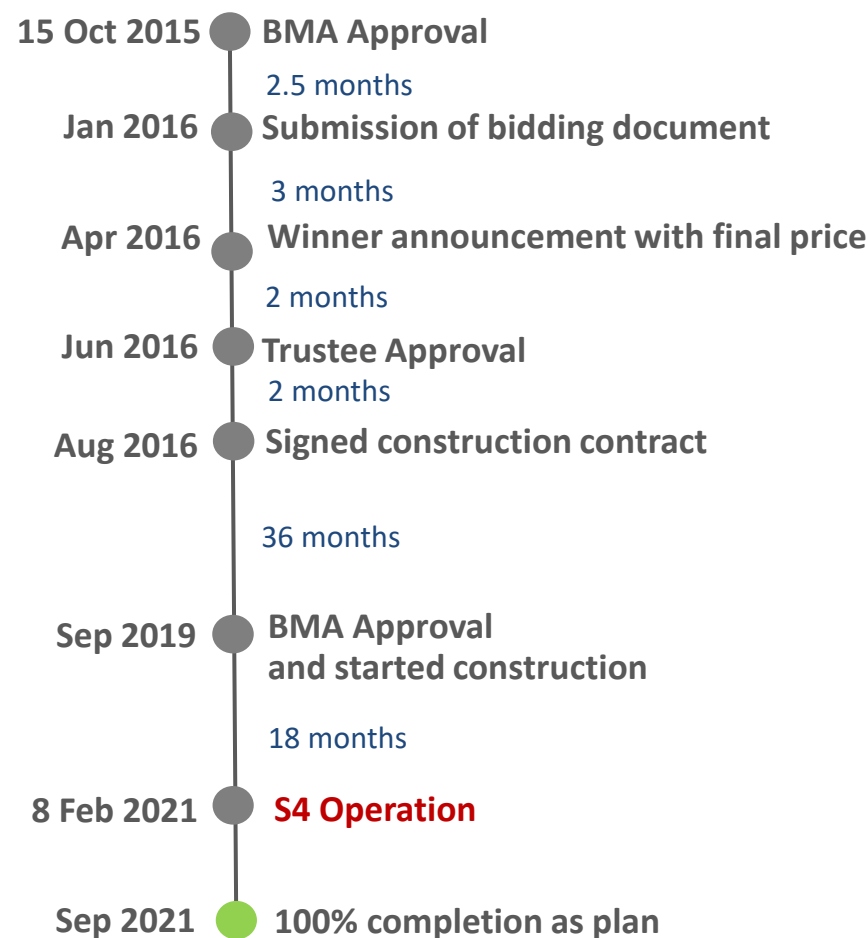 15 Oct 2015 BMA Approval
2.5 months
Jan 2016 Submission of bidding document
3 months
Apr 2016 Winner announcement with final price
2 months
Jun 2016 Trustee Approval
2 months
Aug 2016 Signed construction contract
36 months
Sep 2019 BMA Approval
and started construction
18 months
8 Feb 2021 S4 Operation
Sep 2021 100% completion as plan